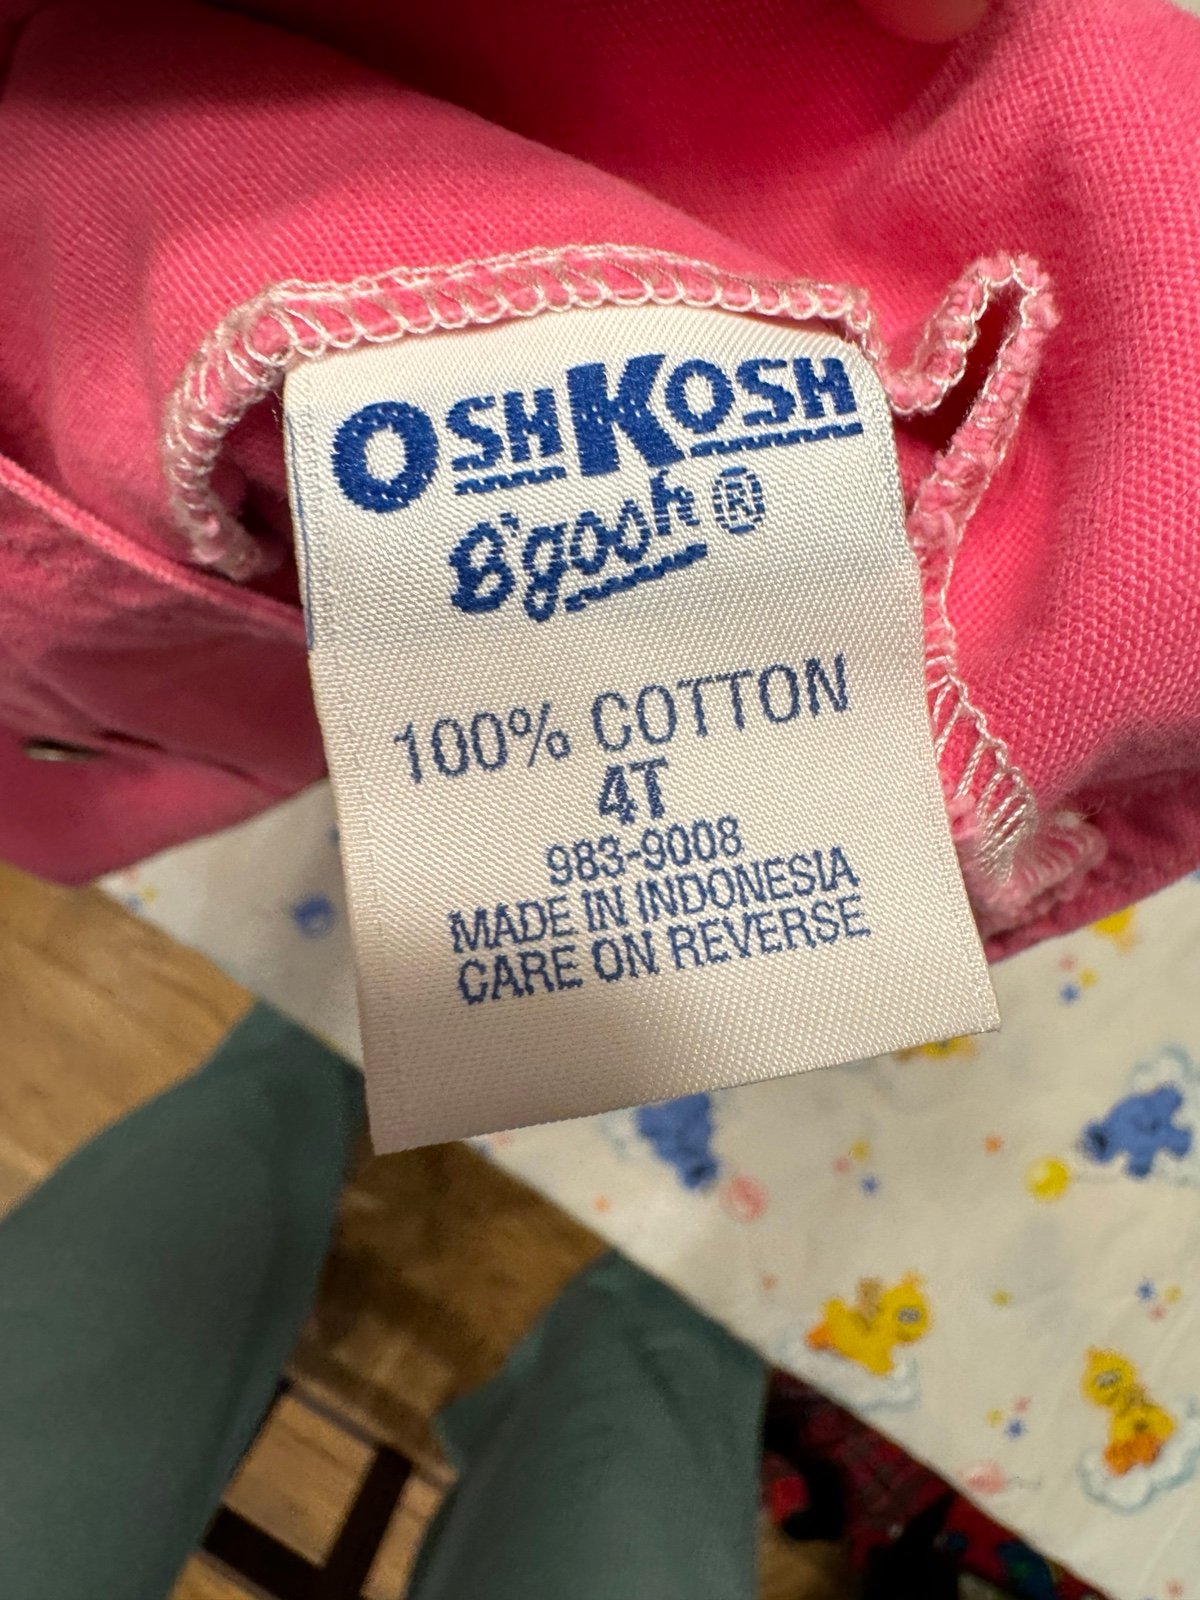 OSHKOSH
B'gosh ®
100% COTTON
4T
983-9008
MADE IN INDONESIA
CARE ON REVERSE